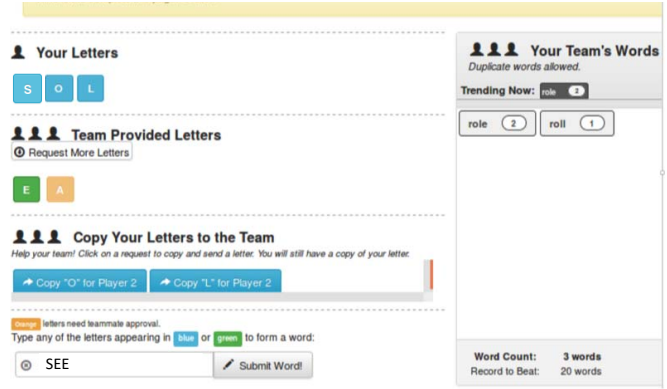 Your Letters
S O L
Team Provided Letters
Request More Letters
E A
Copy Your Letters to the Team
Help your team! Click on a request to copy and send a letter. You will still have a copy of your letter.
Copy "O" for Player 2 Copy "L" for Player 2
Orange letters need teammate approval.
Type any of the letters appearing in blue or green to form a word:
SEE Submit Word!
Your Team's Words
Duplicate words allowed.
Trending Now: role 2
role 2 roll 1
Word Count: 3 words
Record to Beat: 20 words